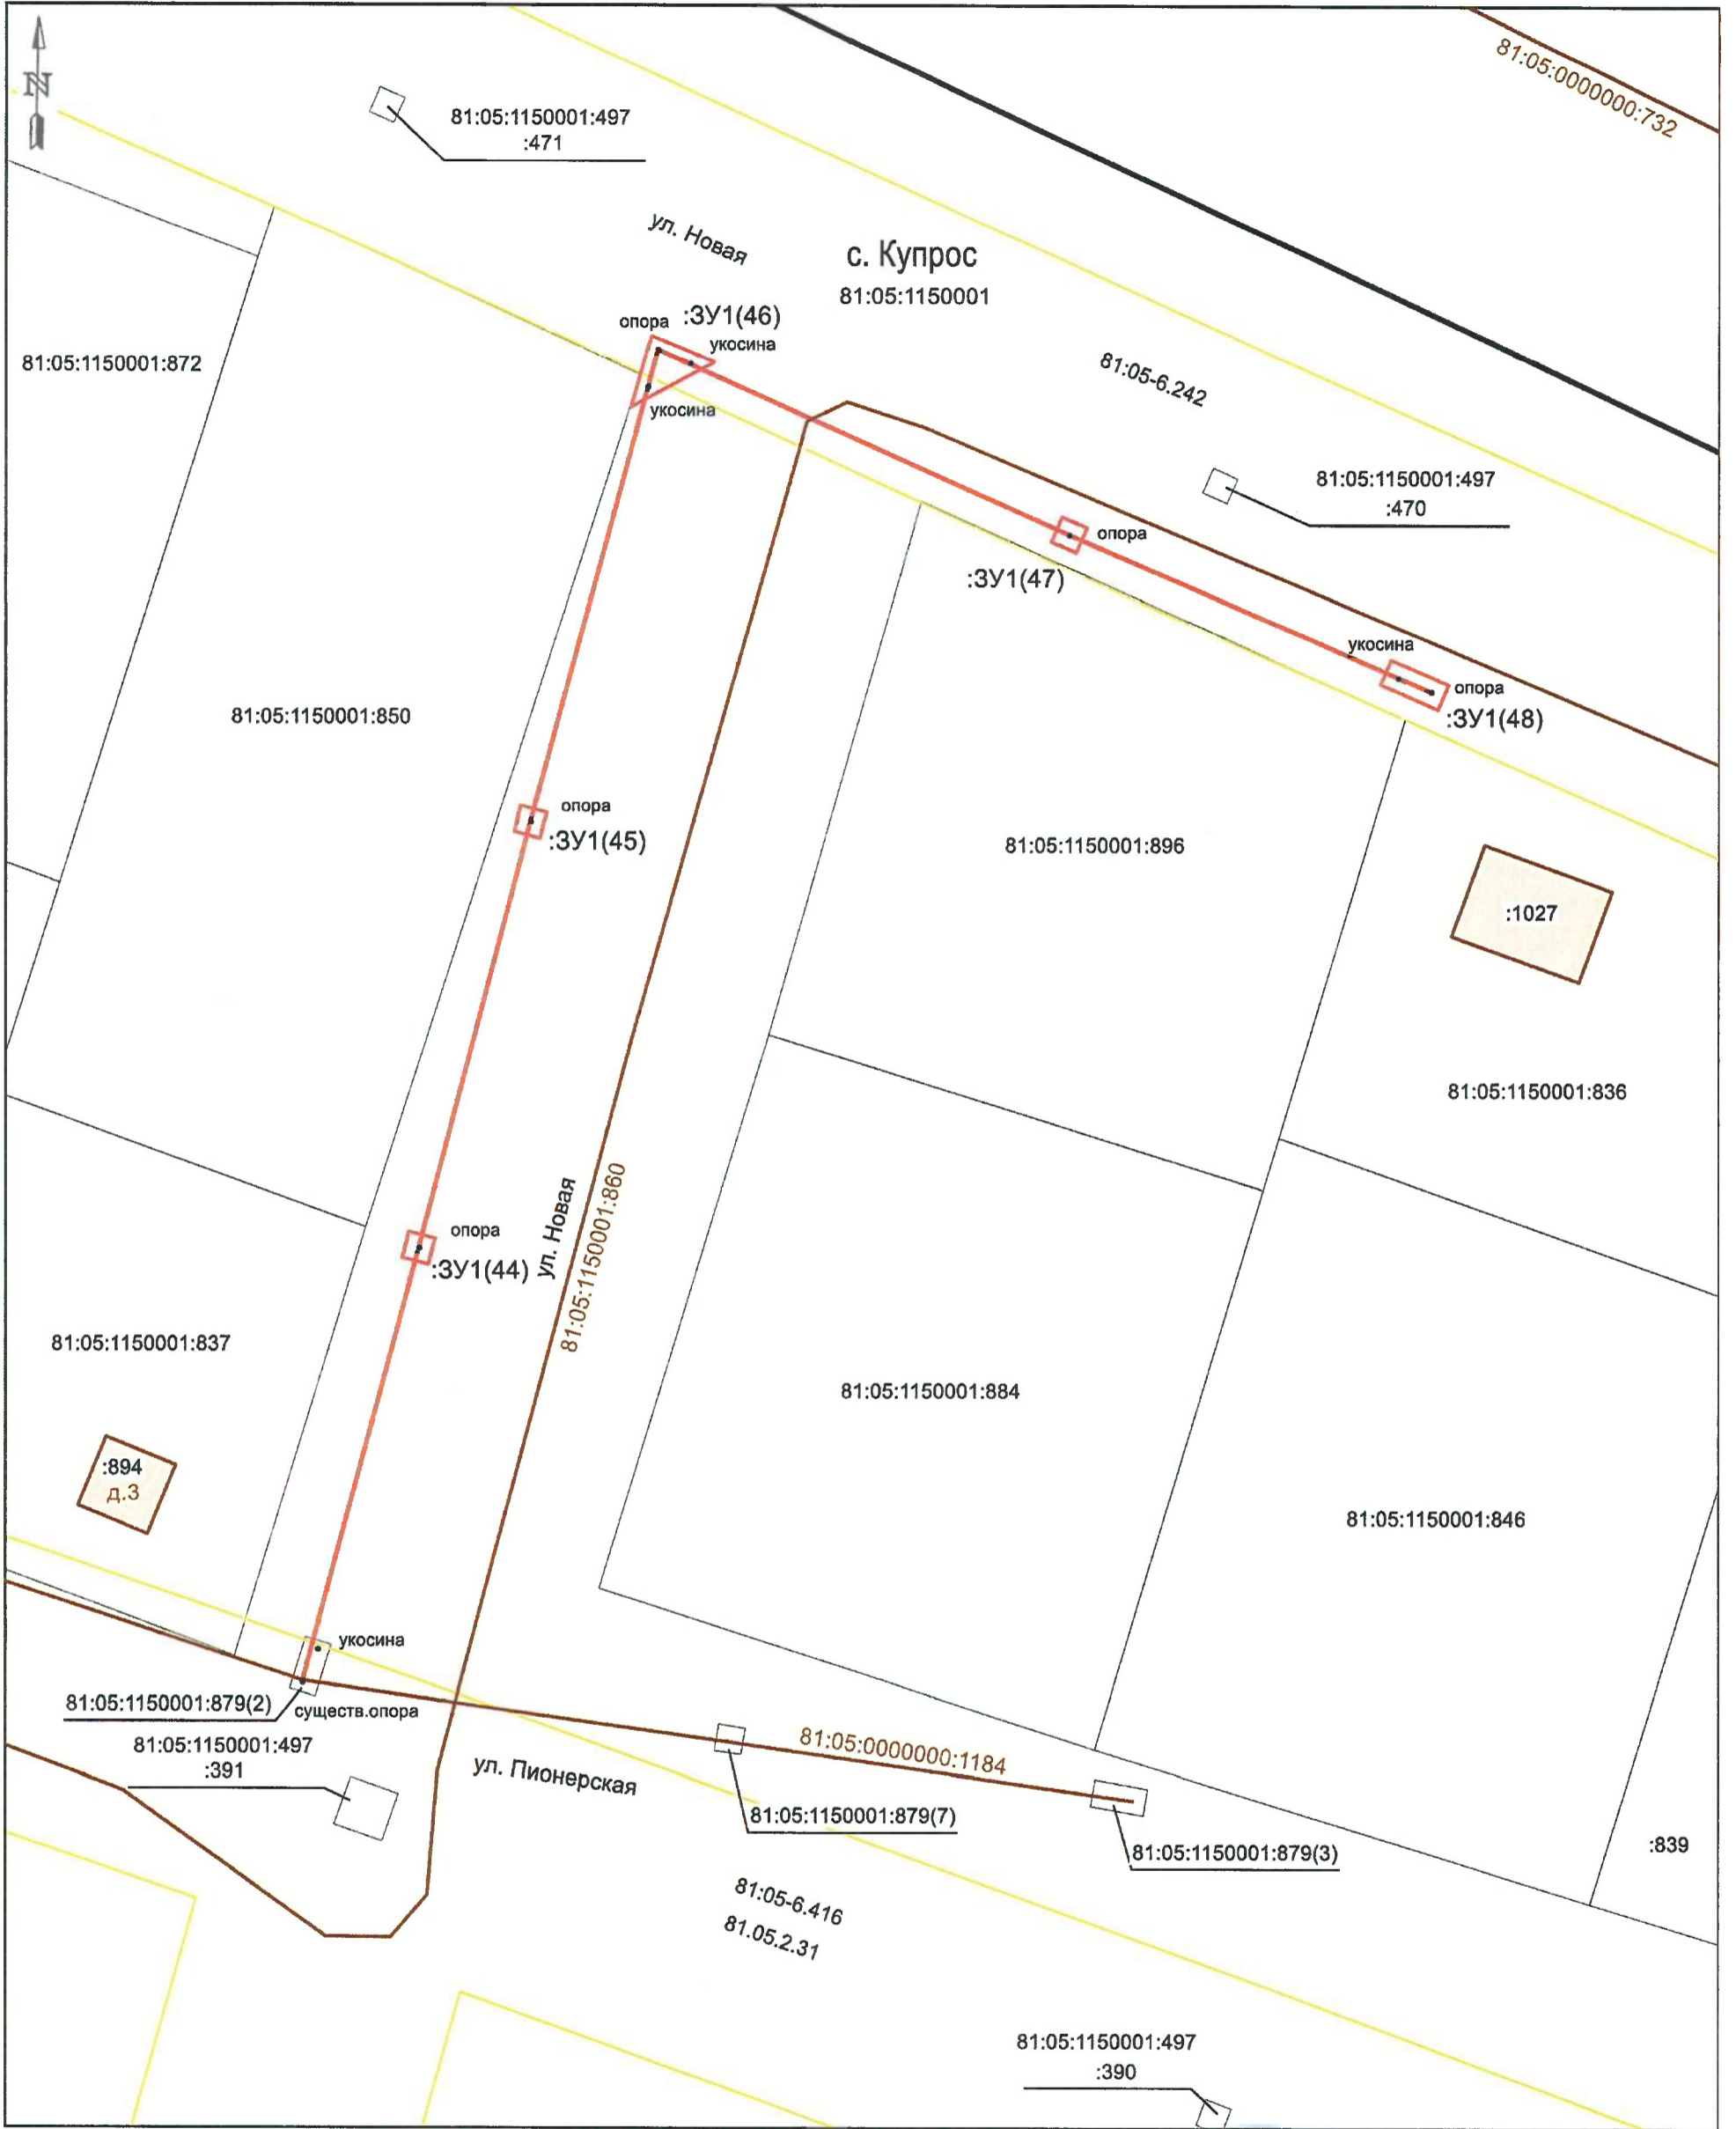 N
81:05:0000000:732
81:05:1150001:497
:471
ул. Новая
с. Купрос
81:05:1150001
опора
:ЗУ1(46)
укосина
81:05:1150001:872
81:05-6.242
укосина
81:05:1150001:497
:470
опора
:ЗУ1(47)
укосина
опора
:ЗУ1(48)
81:05:1150001:850
опора
:ЗУ1(45)
81:05:1150001:896
:1027
81:05:1150001:836
ул. Новая
81:05:1150001:860
опора
:ЗУ1(44)
81:05:1150001:837
81:05:1150001:884
:894
д.3
81:05:1150001:846
укосина
81:05:1150001:879(2)
существ.опора
81:05:1150001:497
:391
ул. Пионерская
81:05:0000000:1184
81:05:1150001:879(7)
81:05:1150001:879(3)
:839
81:05-6.416
81.05.2.31
81:05:1150001:497
:390